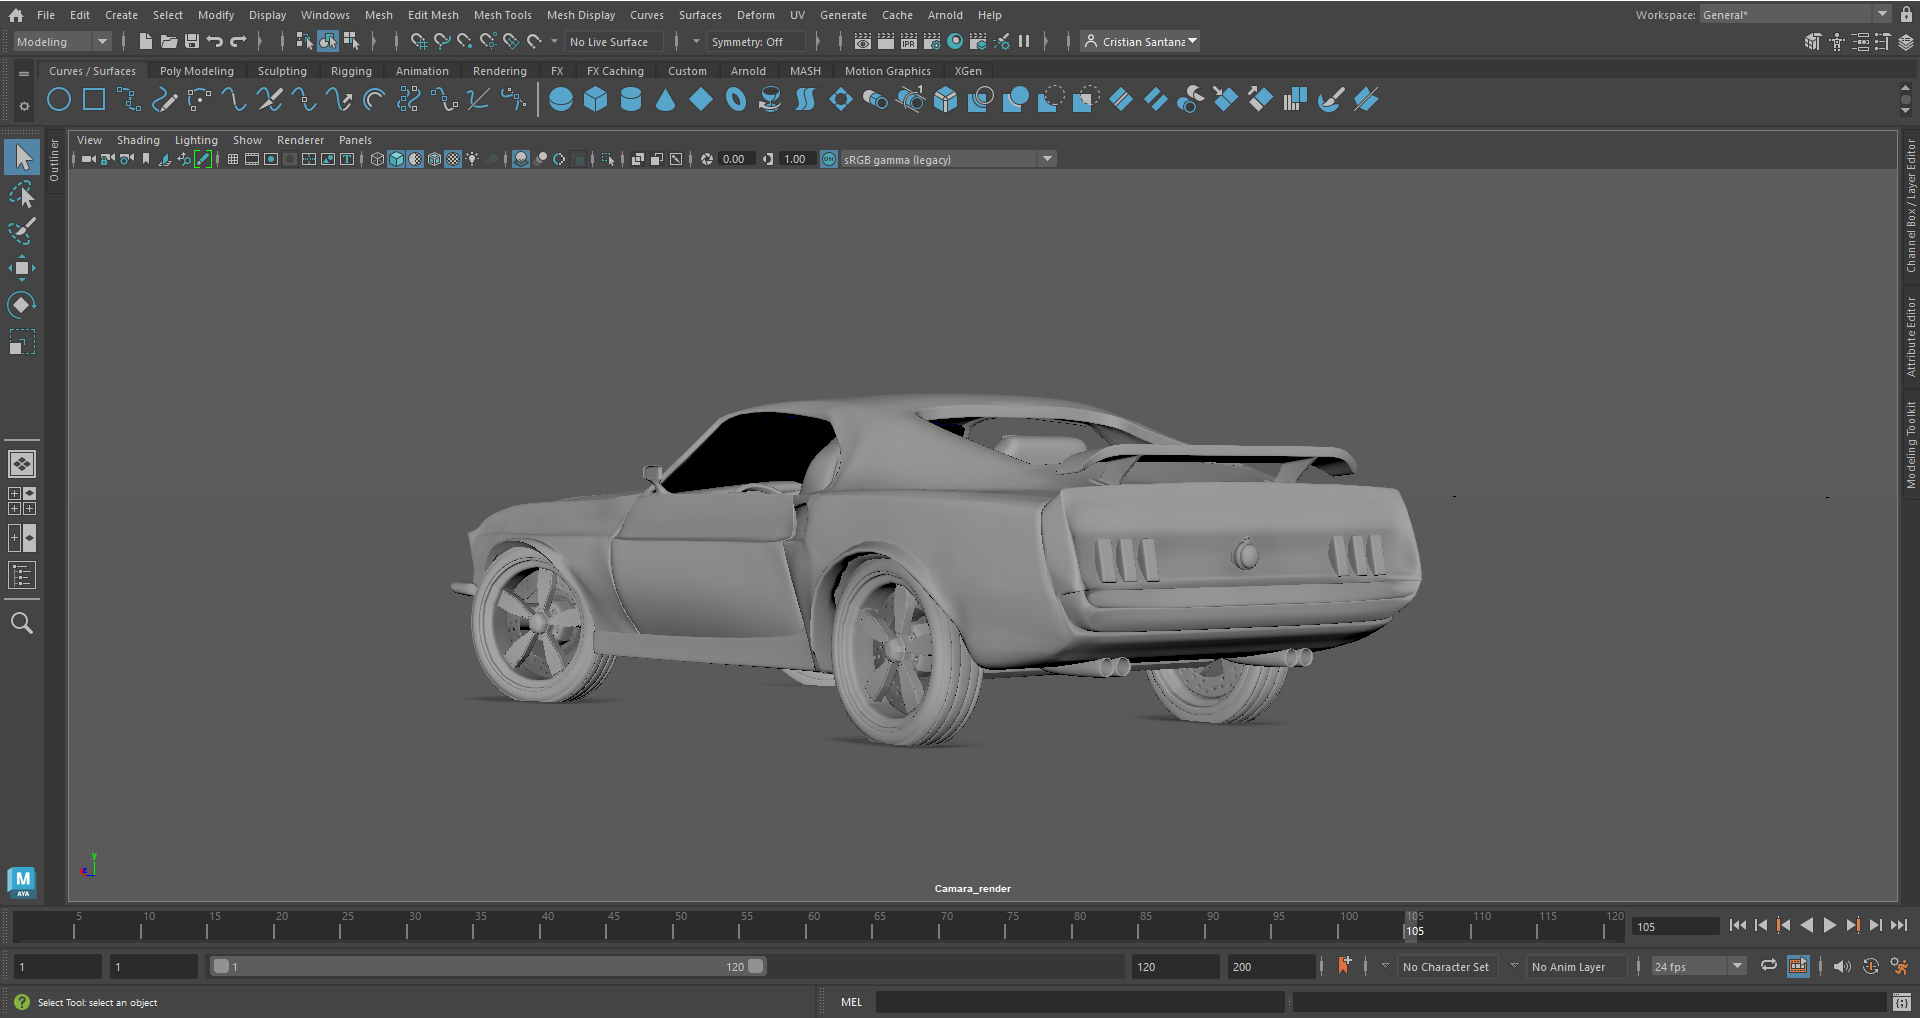 File Edit Create Select Modify Display Windows Mesh Edit Mesh Mesh Tools Mesh Display Curves Surfaces Deform UV Generate Cache Arnold Help Workspace: General*
Modeling No Live Surface Symmetry: Off IPR Cristian Santana
Curves / Surfaces Poly Modeling Sculpting Rigging Animation Rendering FX FX Caching Custom Arnold MASH Motion Graphics XGen
View Shading Lighting Show Renderer Panels
0.00 1.00 ON sRGB gamma (legacy)
Outliner
Channel Box / Layer Editor
Attribute Editor
Modeling Toolkit
y
z
M
AYA
Camara_render
5 10 15 20 25 30 35 40 45 50 55 60 65 70 75 80 85 90 95 100 105 110 115 120
105
105
1 1 1 120 120 200 No Character Set No Anim Layer 24 fps
? Select Tool: select an object MEL